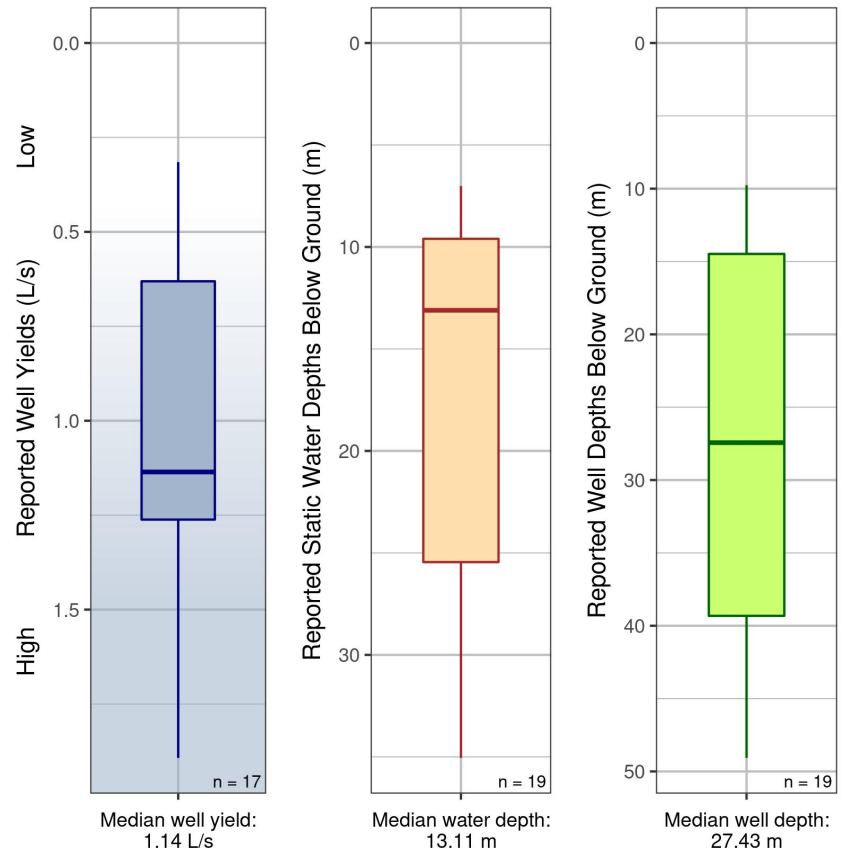 0.0
0.5
1.0
1.5
Low
Reported Well Yields (L/s)
High
n = 17
Median well yield:
1.14 L/s
0
10
20
30
Reported Static Water Depths Below Ground (m)
n = 19
Median water depth:
13.11 m
0
10
20
30
40
50
Reported Well Depths Below Ground (m)
n = 19
Median well depth:
27.43 m